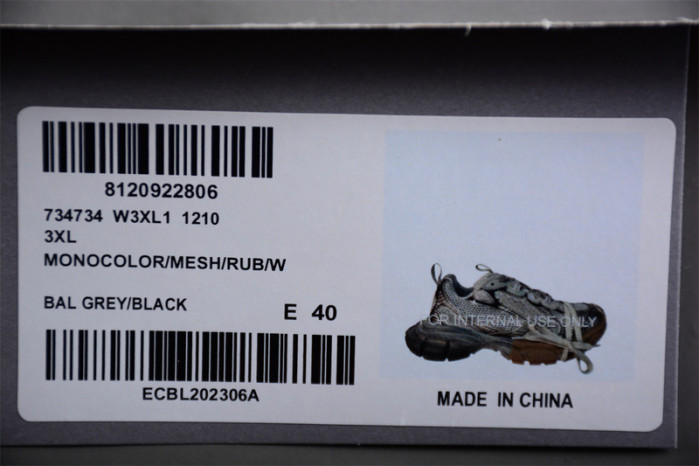 8120922806
734734 W3XL1 1210
3XL
MONOCOLOR/MESH/RUB/W
BAL GREY/BLACK E 40
ECBL202306A
FOR INTERNAL USE ONLY
MADE IN CHINA